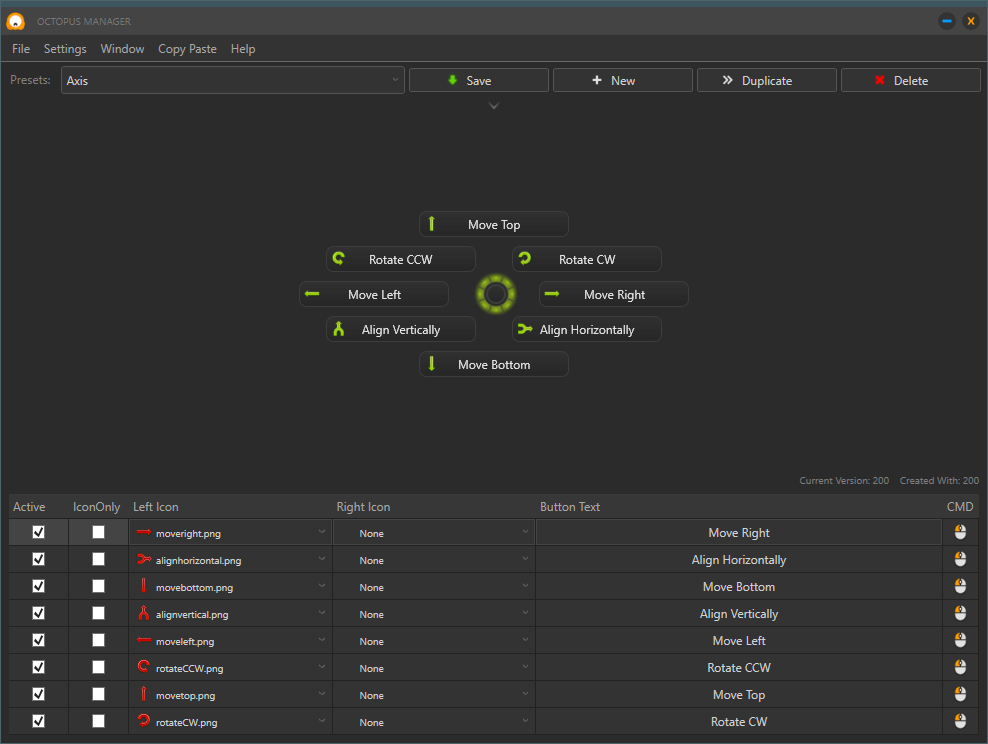 OCTOPUS MANAGER
File Settings Window Copy Paste Help
Presets: Axis Save New Duplicate Delete
Move Top
Rotate CCW Rotate CW
Move Left Move Right
Align Vertically Align Horizontally
Move Bottom
Current Version: 200 Created With: 200
Active IconOnly Left Icon Right Icon Button Text CMD
moveright.png None Move Right
alignhorizontal.png None Align Horizontally
movebottom.png None Move Bottom
alignvertical.png None Align Vertically
moveleft.png None Move Left
rotateCCW.png None Rotate CCW
movetop.png None Move Top
rotateCW.png None Rotate CW